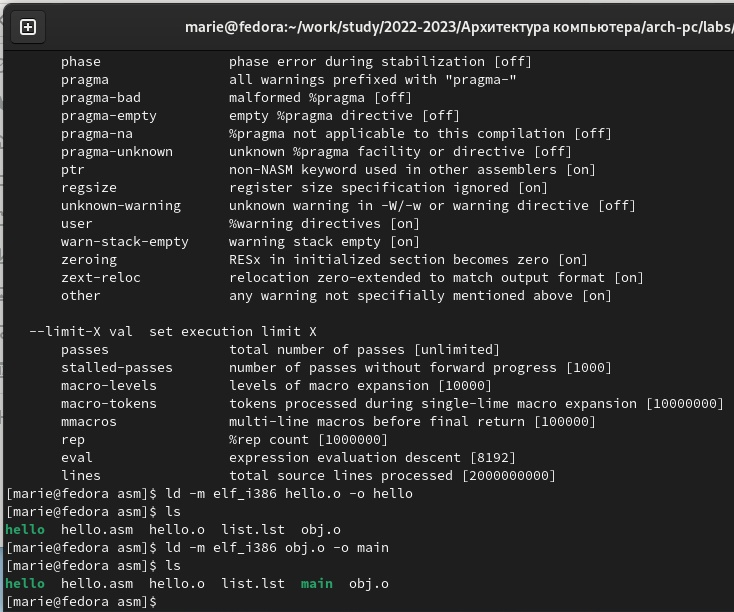 marie@fedora:~/work/study/2022-2023/Архитектура компьютера/arch-pc/labs/
phase phase error during stabilization [off]
pragma all warnings prefixed with "pragma-"
pragma-bad malformed %pragma [off]
pragma-empty empty %pragma directive [off]
pragma-na %pragma not applicable to this compilation [off]
pragma-unknown unknown %pragma facility or directive [off]
ptr non-NASM keyword used in other assemblers [on]
regsize register size specification ignored [on]
unknown-warning unknown warning in -W/-w or warning directive [off]
user %warning directives [on]
warn-stack-empty warning stack empty [on]
zeroing RESx in initialized section becomes zero [on]
zext-reloc relocation zero-extended to match output format [on]
other any warning not specifially mentioned above [on]
--limit-X val set execution limit X
passes total number of passes [unlimited]
stalled-passes number of passes without forward progress [1000]
macro-levels levels of macro expansion [10000]
macro-tokens tokens processed during single-lime macro expansion [10000000]
mmacros multi-line macros before final return [100000]
rep %rep count [1000000]
eval expression evaluation descent [8192]
lines total source lines processed [2000000000]
[marie@fedora asm]$ ld -m elf_i386 hello.o -o hello
[marie@fedora asm]$ ls
hello hello.asm hello.o list.lst obj.o
[marie@fedora asm]$ ld -m elf_i386 obj.o -o main
[marie@fedora asm]$ ls
hello hello.asm hello.o list.lst main obj.o
[marie@fedora asm]$